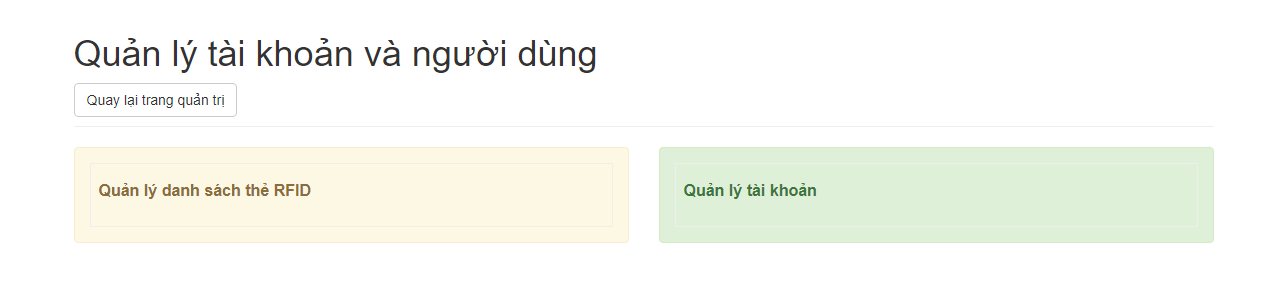 Quản lý tài khoản và người dùng
Quay lại trang quản trị
Quản lý danh sách thẻ RFID
Quản lý tài khoản